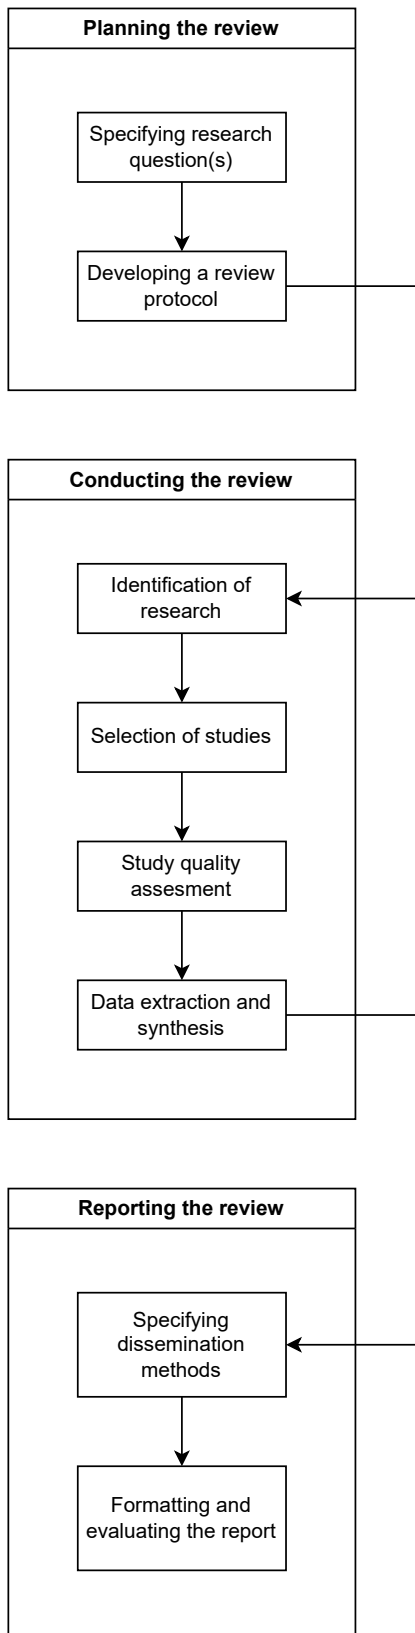 Planning the review
Specifying research
question(s)
Developing a review
protocol
Conducting the review
Identification of
research
Selection of studies
Study quality
assesment
Data extraction and
synthesis
Reporting the review
Specifying
dissemination
methods
Formatting and
evaluating the report